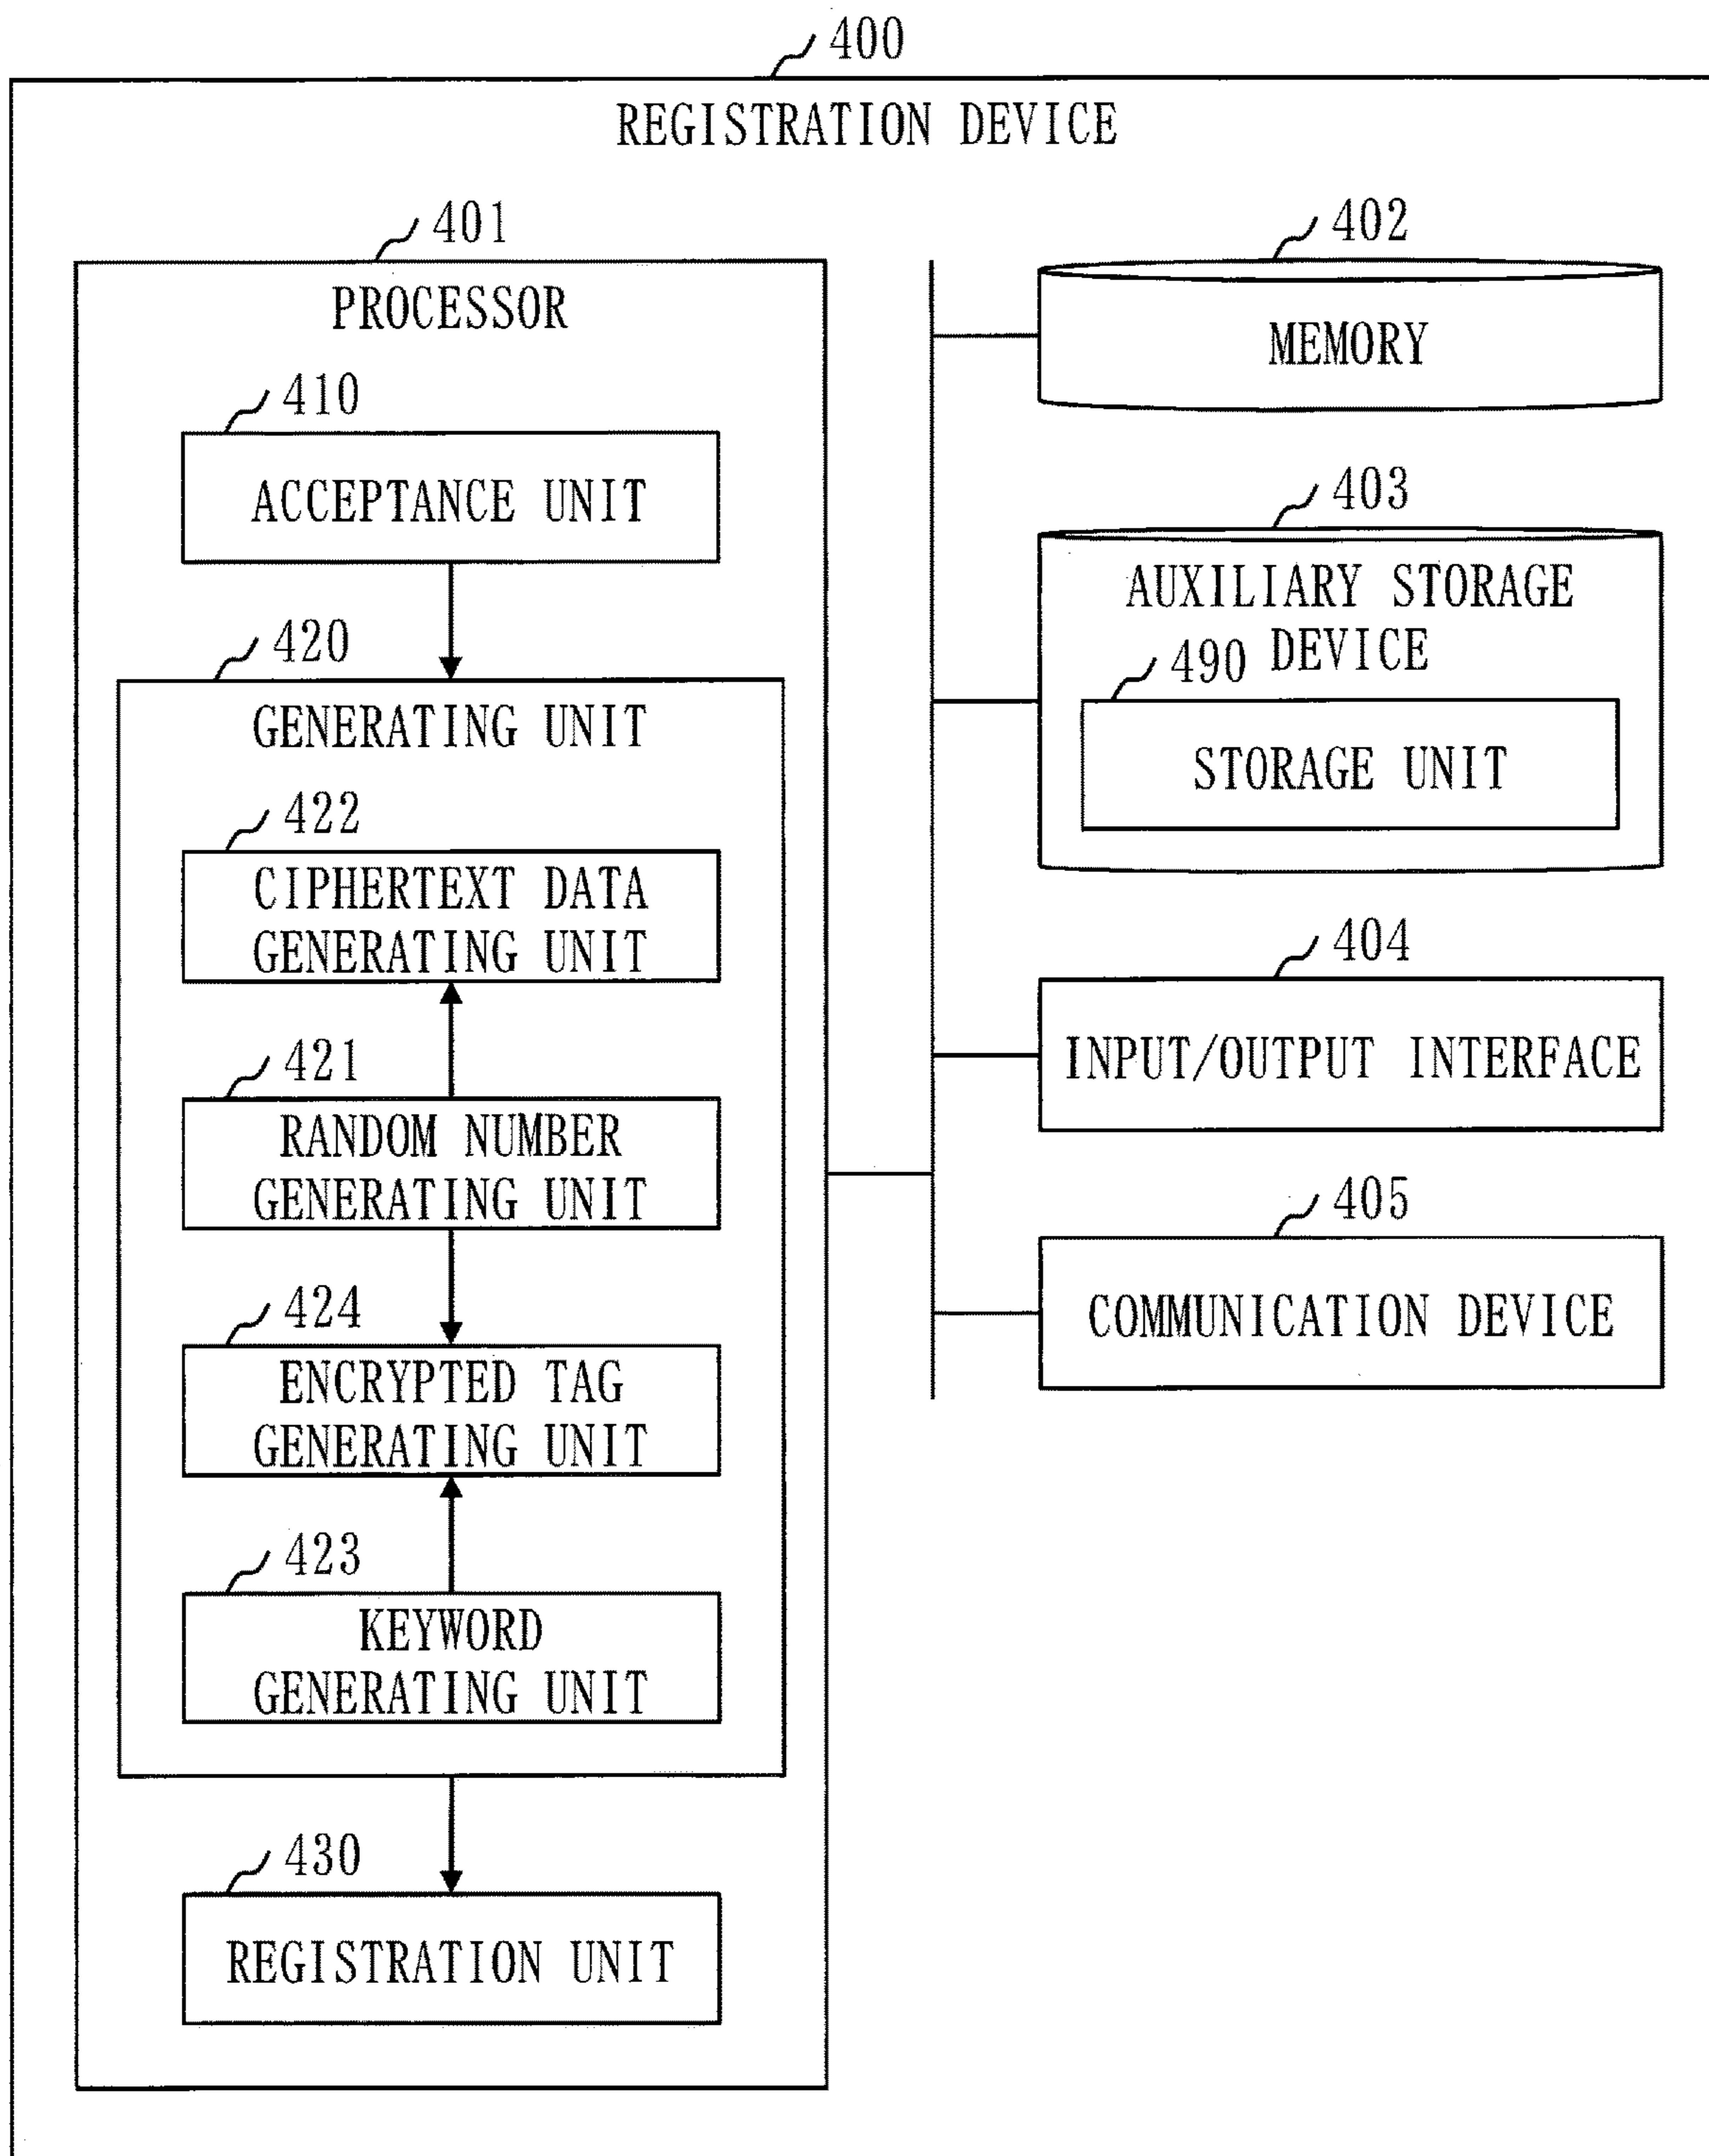 400
REGISTRATION DEVICE
401
PROCESSOR
410
ACCEPTANCE UNIT
420
GENERATING UNIT
422
CIPHERTEXT DATA
GENERATING UNIT
421
RANDOM NUMBER
GENERATING UNIT
424
ENCRYPTED TAG
GENERATING UNIT
423
KEYWORD
GENERATING UNIT
430
REGISTRATION UNIT
402
MEMORY
403
AUXILIARY STORAGE
DEVICE
490
STORAGE UNIT
404
INPUT/OUTPUT INTERFACE
405
COMMUNICATION DEVICE